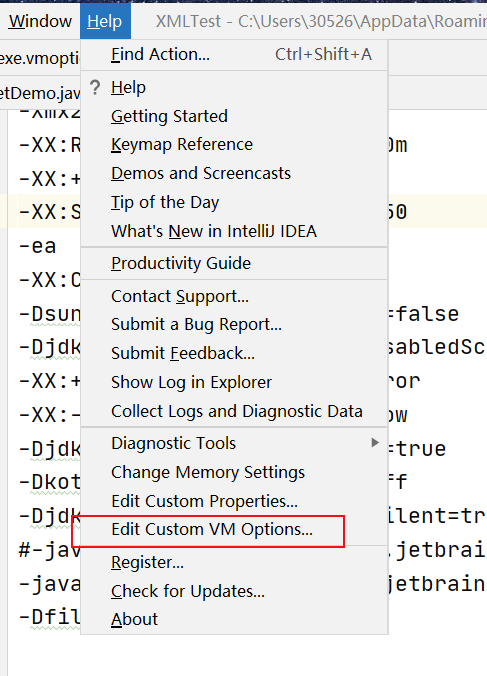 Window Help XMLTest - C:\Users\30526\AppData\Roamin
exe.vmoptio
Find Action... Ctrl+Shift+A
etDemo.jav
? Help
Getting Started
-XX:R 0m
Keymap Reference
-XX:+
Demos and Screencasts
-XX:S 50
Tip of the Day
-ea
What's New in IntelliJ IDEA
-XX:C
Productivity Guide
Contact Support...
-Dsun =false
Submit a Bug Report...
-Djdk sabledSc
Submit Feedback...
-XX:+ ror
Show Log in Explorer
-XX:- ow
Collect Logs and Diagnostic Data
-Djdk =true
Diagnostic Tools
-Dkot ff
Change Memory Settings
Edit Custom Properties...
-Djdk ilent=tr
Edit Custom VM Options...
#-jav .jetbrain
Register...
-java jetbrain
Check for Updates...
-Dfil
About